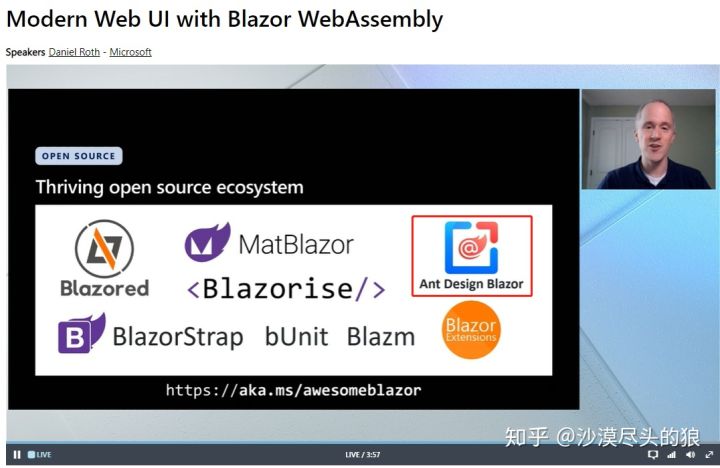 Modern Web UI with Blazor WebAssembly
Speakers Daniel Roth - Microsoft
OPEN SOURCE
Thriving open source ecosystem
Blazored
MatBlazor
Ant Design Blazor
<Blazorise/>
BlazorStrap
bUnit
Blazm
Blazor
Extensions
https://aka.ms/awesomeblazor
知乎 @沙漠尽头的狼
LIVE
LIVE / 3:57